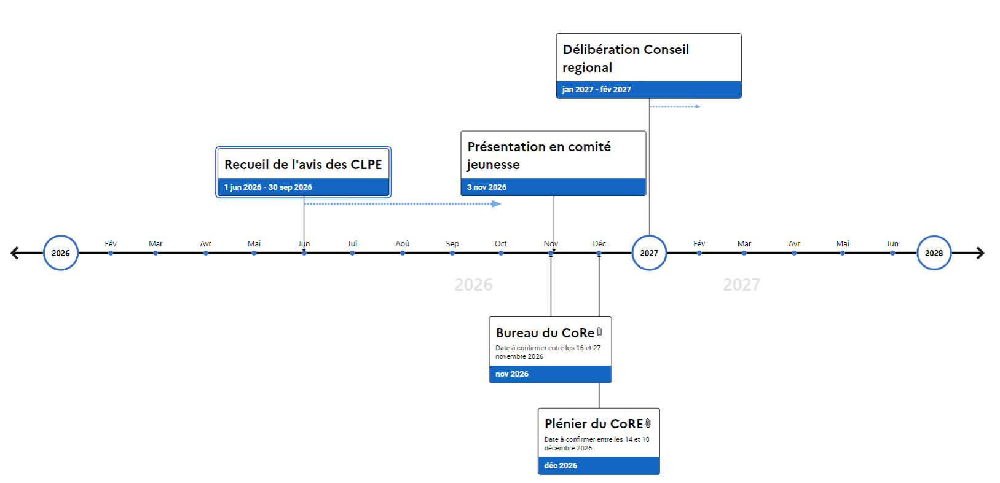 Délibération Conseil
regional
jan 2027 - fév 2027
Présentation en comité
jeunesse
3 nov 2026
Recueil de l'avis des CLPE
1 jun 2026 - 30 sep 2026
2026 Fév Mar Avr Mai Jun Jul Aoû Sep Oct Nov Déc 2027 Fév Mar Avr Mai Jun 2028
2026 2027
Bureau du CoRe
Date à confirmer entre les 16 et 27
novembre 2026
nov 2026
Plénier du CoRE
Date à confirmer entre les 14 et 18
décembre 2026
déc 2026